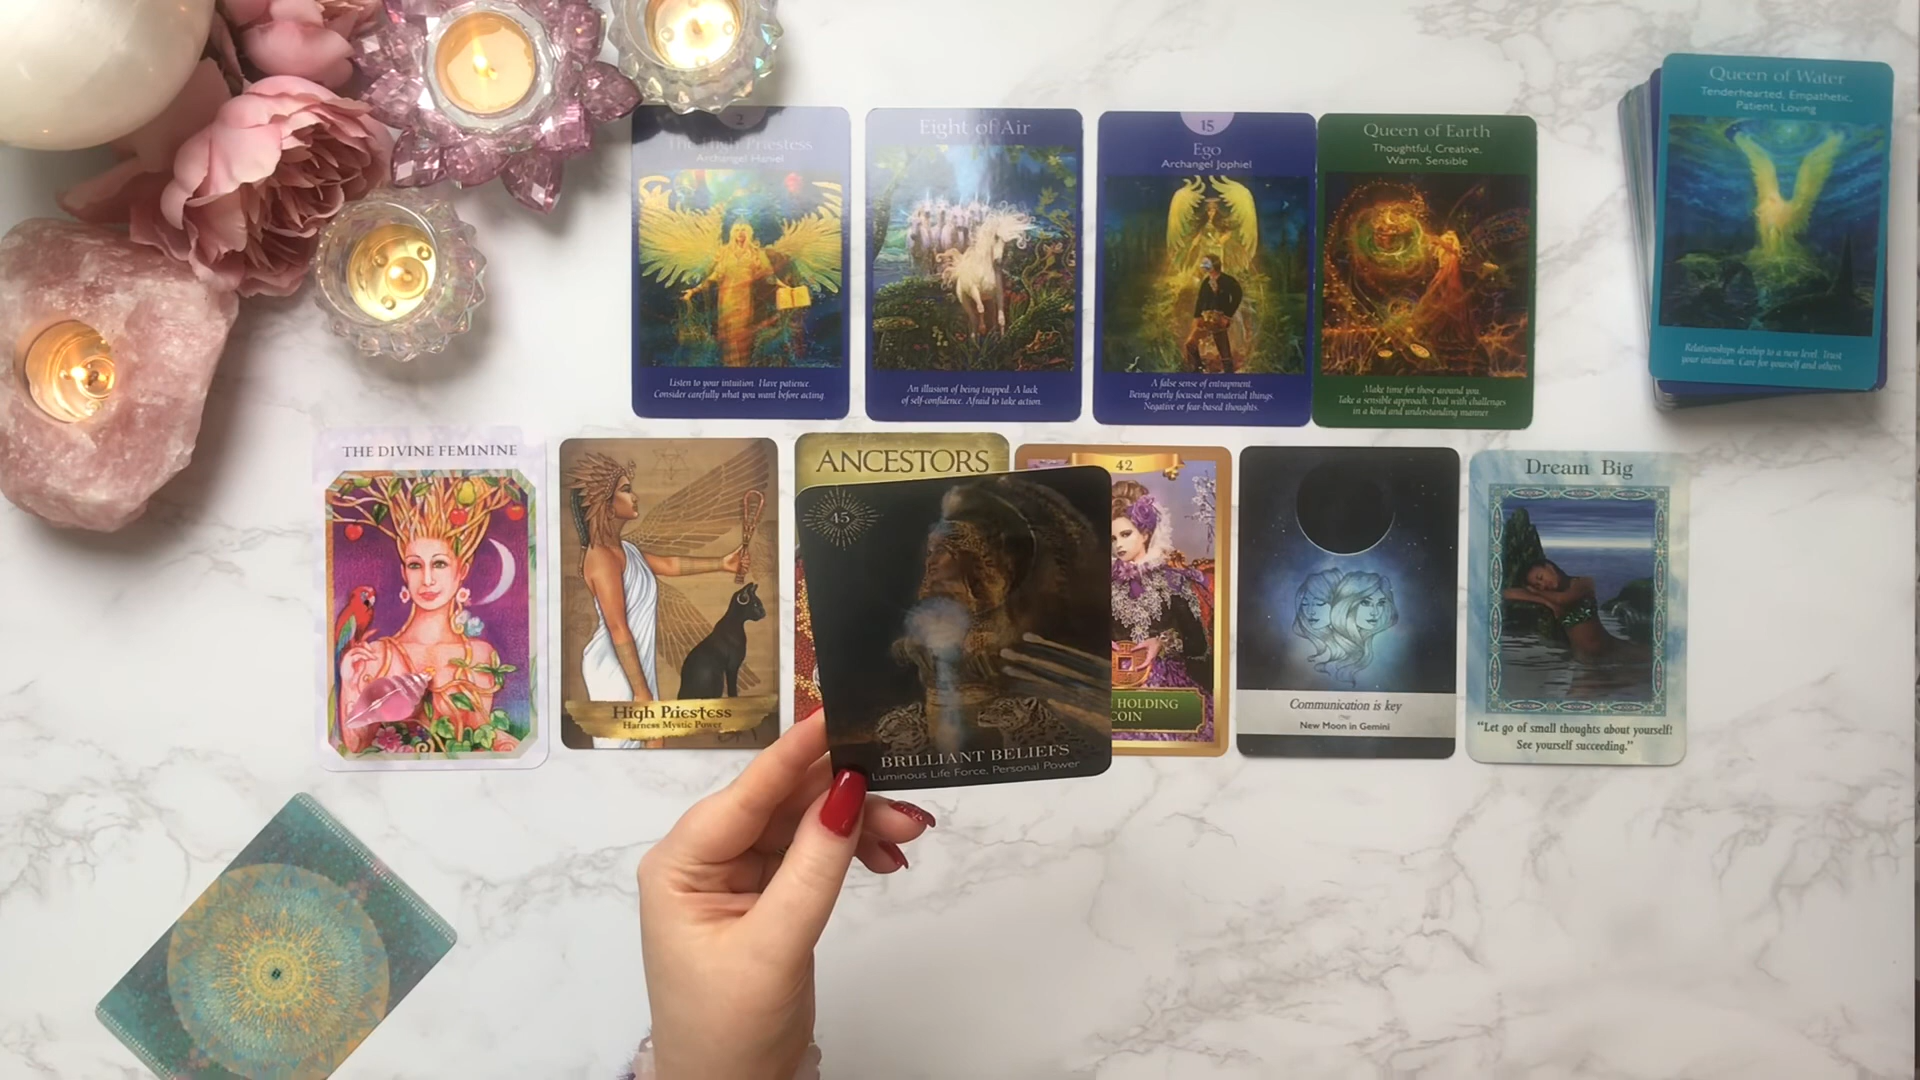 2
The High Priestess
Archangel Haniel
Listen to your intuition. Have patience.
Consider carefully what you want before acting.
Eight of Air
An illusion of being trapped. A lack
of self-confidence. Afraid to take action.
15
Ego
Archangel Jophiel
A false sense of entrapment.
Being overly focused on material things.
Negative or fear-based thoughts.
Queen of Earth
Thoughtful, Creative,
Warm, Sensible
Make time for those around you.
Take a sensible approach. Deal with challenges
in a kind and understanding manner.
Queen of Water
Tenderhearted, Empathetic,
Patient, Loving
Relationships develop to a new level. Trust
your intuition. Care for yourself and others.
THE DIVINE FEMININE
High Priestess
Harness Mystic Power
ANCESTORS
45
BRILLIANT BELIEFS
Luminous Life Force, Personal Power
42
HOLDING
COIN
Communication is key
New Moon in Gemini
Dream Big
"Let go of small thoughts about yourself!
See yourself succeeding."